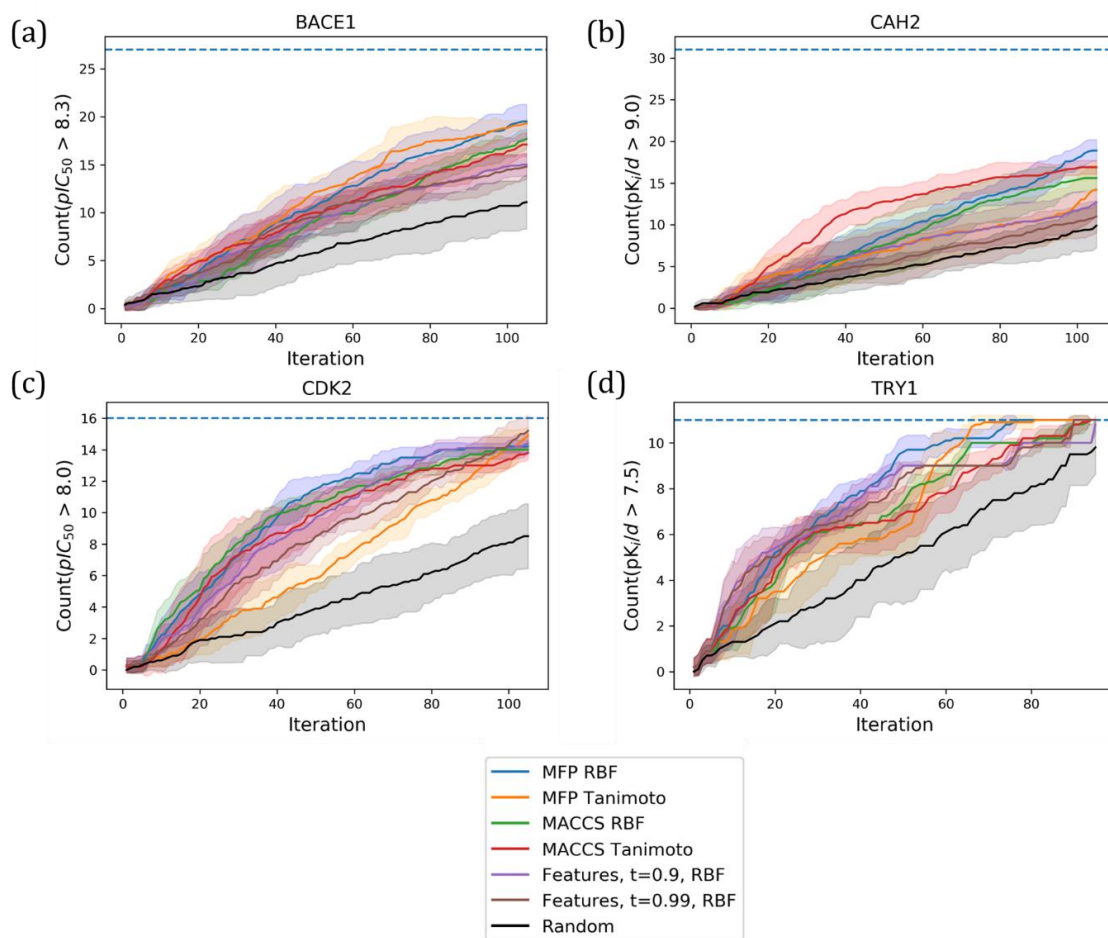 (a)
BACE1
Count(pIC50 > 8.3)
25
20
15
10
5
0
0 20 40 60 80 100
Iteration
(b)
CAH2
Count(pKi/d > 9.0)
30
25
20
15
10
5
0
0 20 40 60 80 100
Iteration
(c)
CDK2
Count(pIC50 > 8.0)
16
14
12
10
8
6
4
2
0
0 20 40 60 80 100
Iteration
(d)
TRY1
Count(pKi/d > 7.5)
10
8
6
4
2
0
0 20 40 60 80
Iteration
MFP RBF
MFP Tanimoto
MACCS RBF
MACCS Tanimoto
Features, t=0.9, RBF
Features, t=0.99, RBF
Random